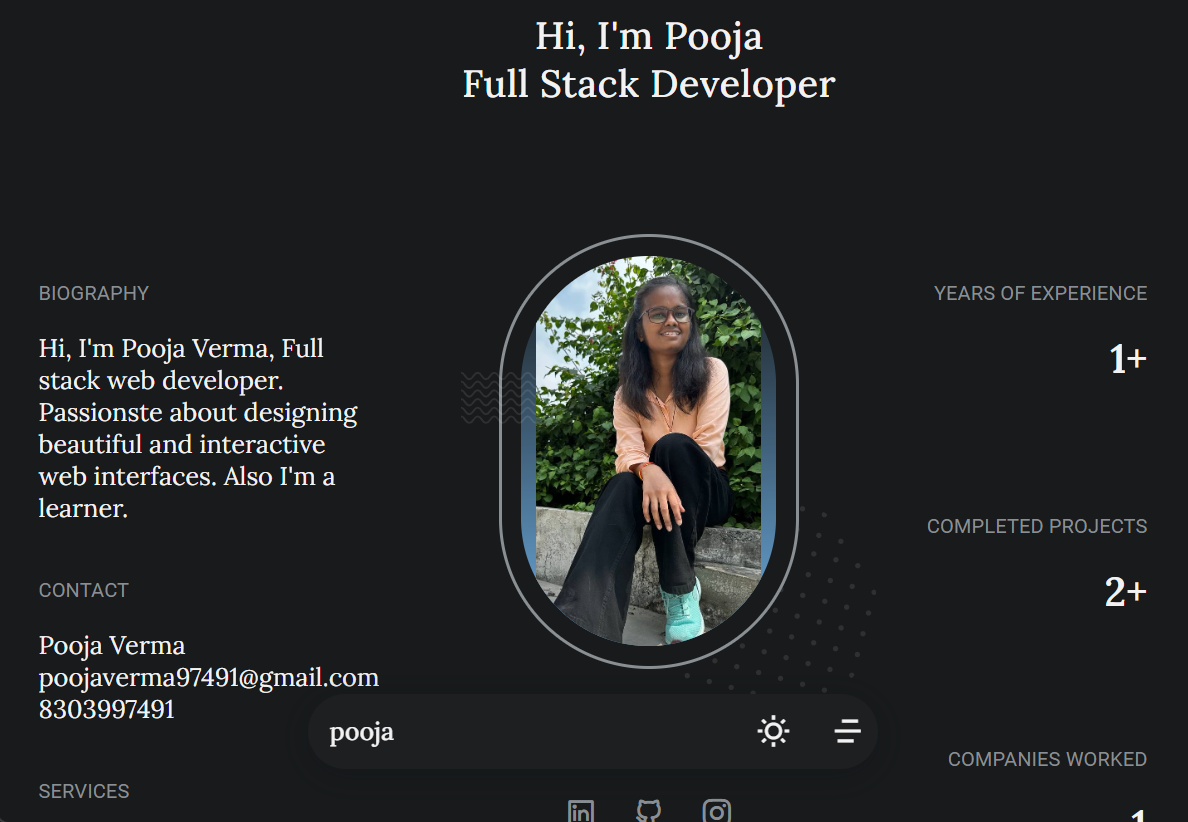 Hi, I'm Pooja
Full Stack Developer
BIOGRAPHY
Hi, I'm Pooja Verma, Full
stack web developer.
Passionste about designing
beautiful and interactive
web interfaces. Also I'm a
learner.
CONTACT
Pooja Verma
poojaverma97491@gmail.com
8303997491
SERVICES
YEARS OF EXPERIENCE
1+
COMPLETED PROJECTS
2+
COMPANIES WORKED
1
pooja